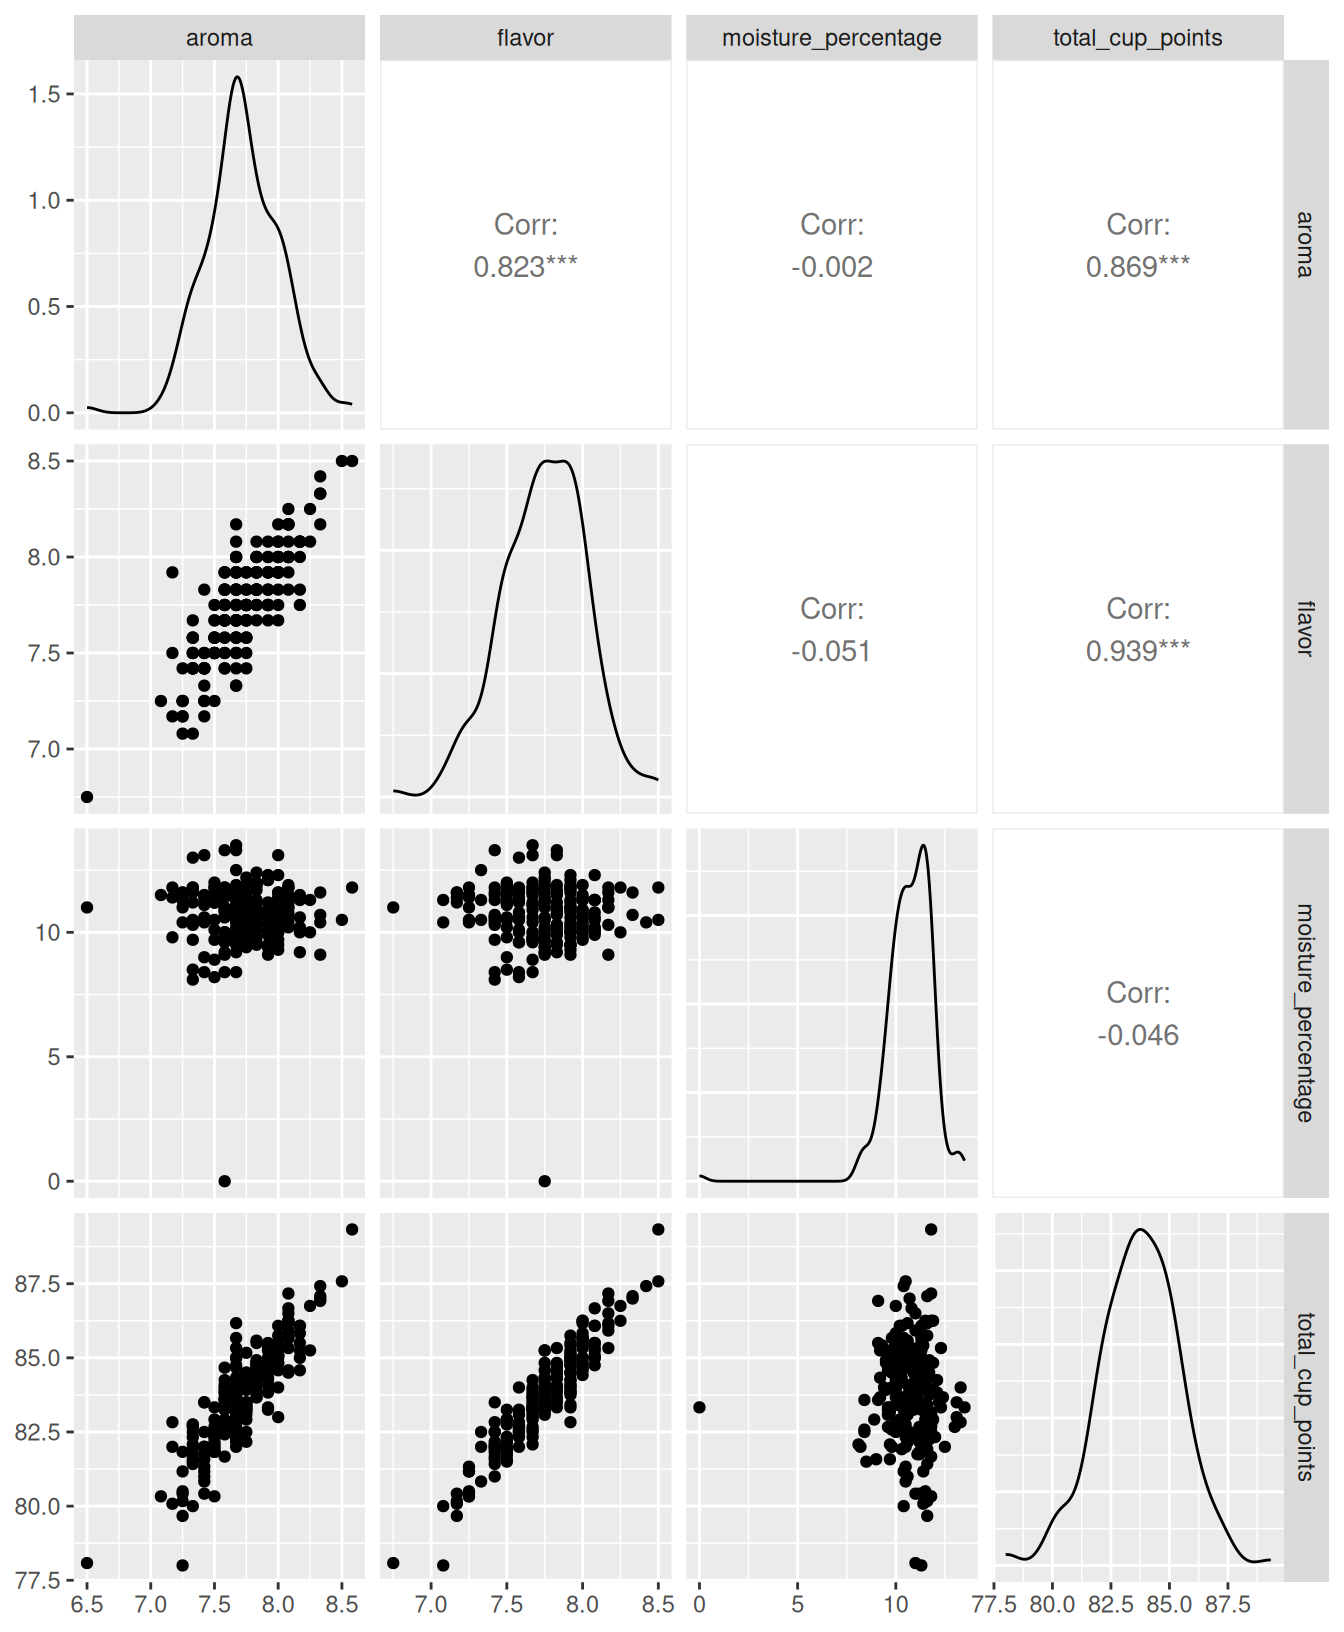 aroma
flavor
moisture_percentage
total_cup_points
1.5
1.0
0.5
0.0
Corr:
0.823***
Corr:
-0.002
Corr:
0.869***
aroma
8.5
8.0
7.5
7.0
Corr:
-0.051
Corr:
0.939***
flavor
10
5
0
Corr:
-0.046
moisture_percentage
87.5
85.0
82.5
80.0
77.5
total_cup_points
6.5 7.0 7.5 8.0 8.5
7.0 7.5 8.0 8.5
0 5 10
77.5 80.0 82.5 85.0 87.5